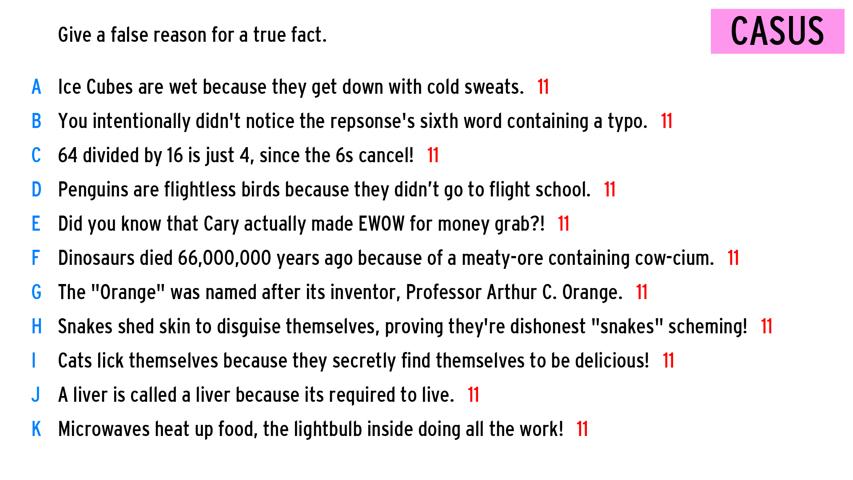 Give a false reason for a true fact.
CASUS
A Ice Cubes are wet because they get down with cold sweats. 11
B You intentionally didn't notice the repsonse's sixth word containing a typo. 11
C 64 divided by 16 is just 4, since the 6s cancel! 11
D Penguins are flightless birds because they didn’t go to flight school. 11
E Did you know that Cary actually made EWOW for money grab?! 11
F Dinosaurs died 66,000,000 years ago because of a meaty-ore containing cow-cium. 11
G The "Orange" was named after its inventor, Professor Arthur C. Orange. 11
H Snakes shed skin to disguise themselves, proving they're dishonest "snakes" scheming! 11
I Cats lick themselves because they secretly find themselves to be delicious! 11
J A liver is called a liver because its required to live. 11
K Microwaves heat up food, the lightbulb inside doing all the work! 11